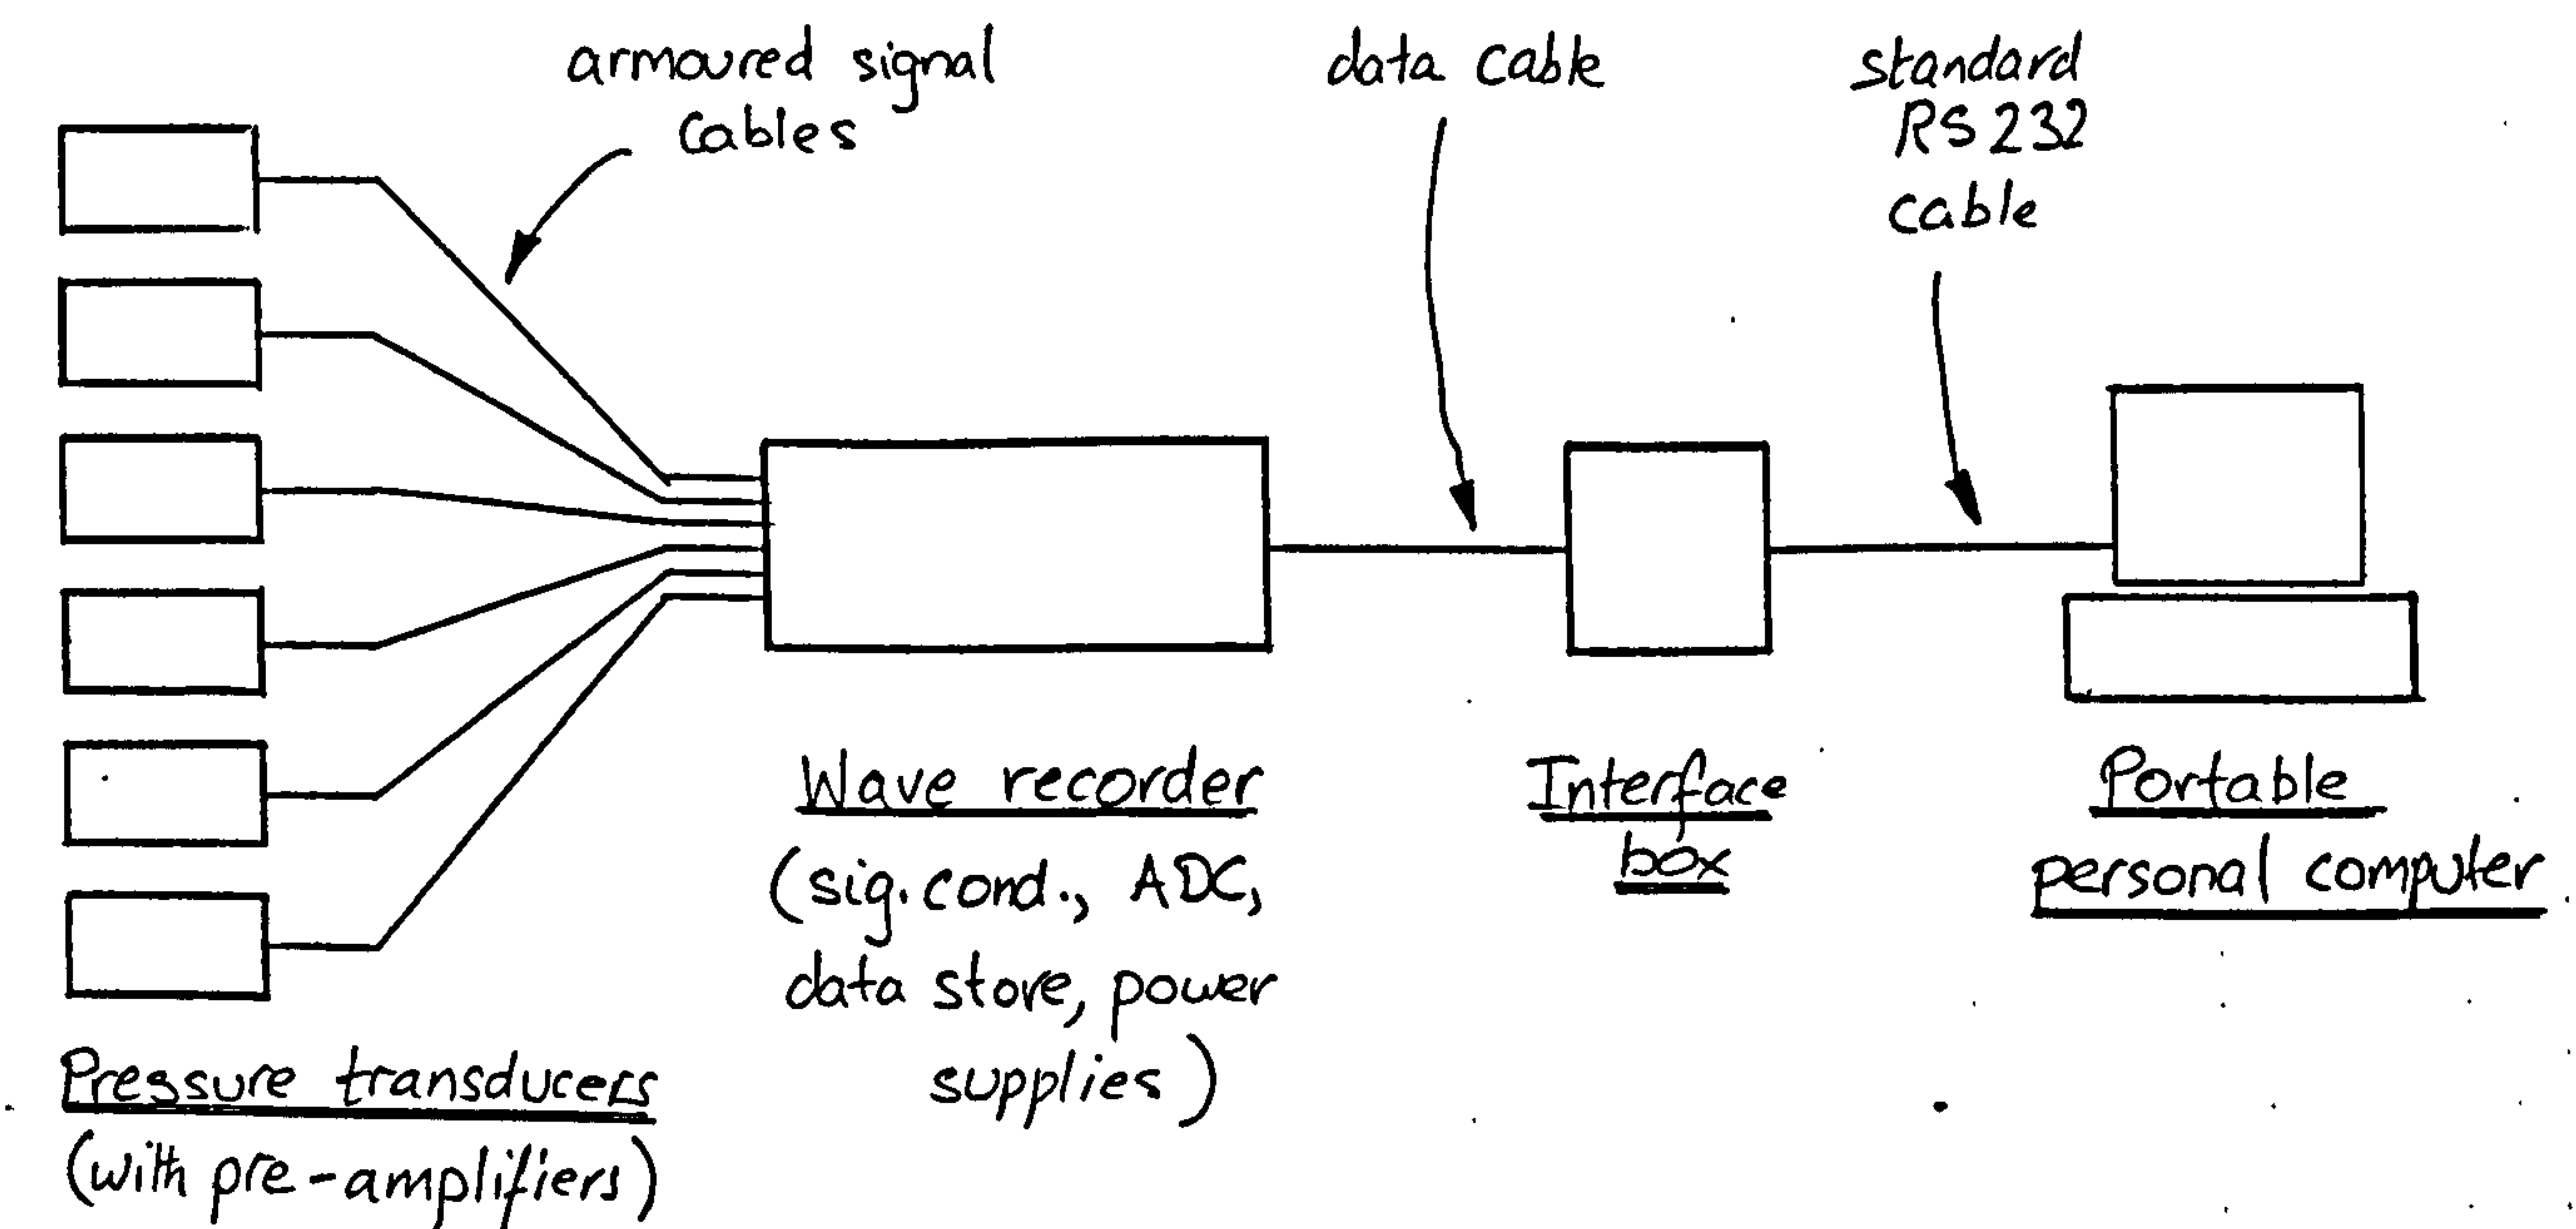 armoured signal
cables
data cable
standard
RS 232
cable
Wave recorder
(sig. cond., ADC,
data store, power
supplies)
Interface
box
Portable
personal computer
Pressure transducers
(with pre-amplifiers)